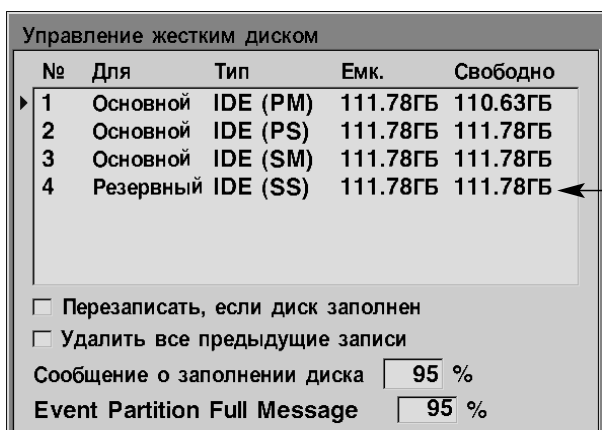 Управление жестким диском
№ Для Тип Емк. Свободно
1 Основной IDE (PM) 111.78ГБ 110.63ГБ
2 Основной IDE (PS) 111.78ГБ 111.78ГБ
3 Основной IDE (SM) 111.78ГБ 111.78ГБ
4 Резервный IDE (SS) 111.78ГБ 111.78ГБ
Перезаписать, если диск заполнен
Удалить все предыдущие записи
Сообщение о заполнении диска 95 %
Event Partition Full Message 95 %